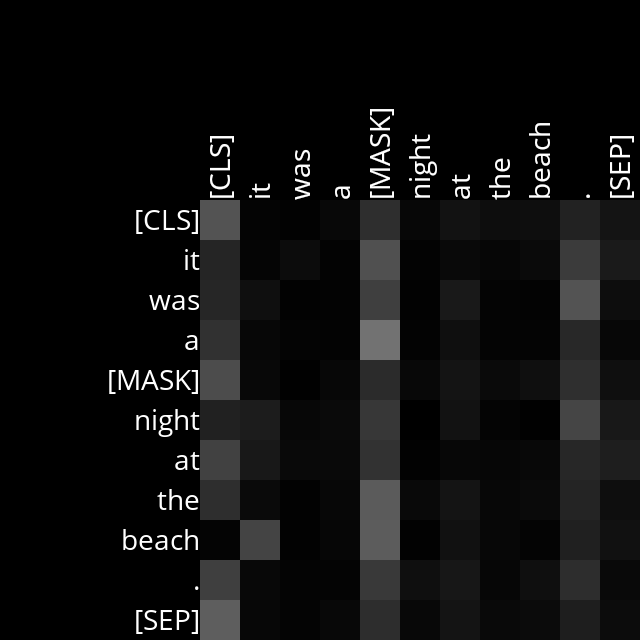 [CLS] it was a [MASK] night at the beach . [SEP]
[CLS]
it
was
a
[MASK]
night
at
the
beach
.
[SEP]